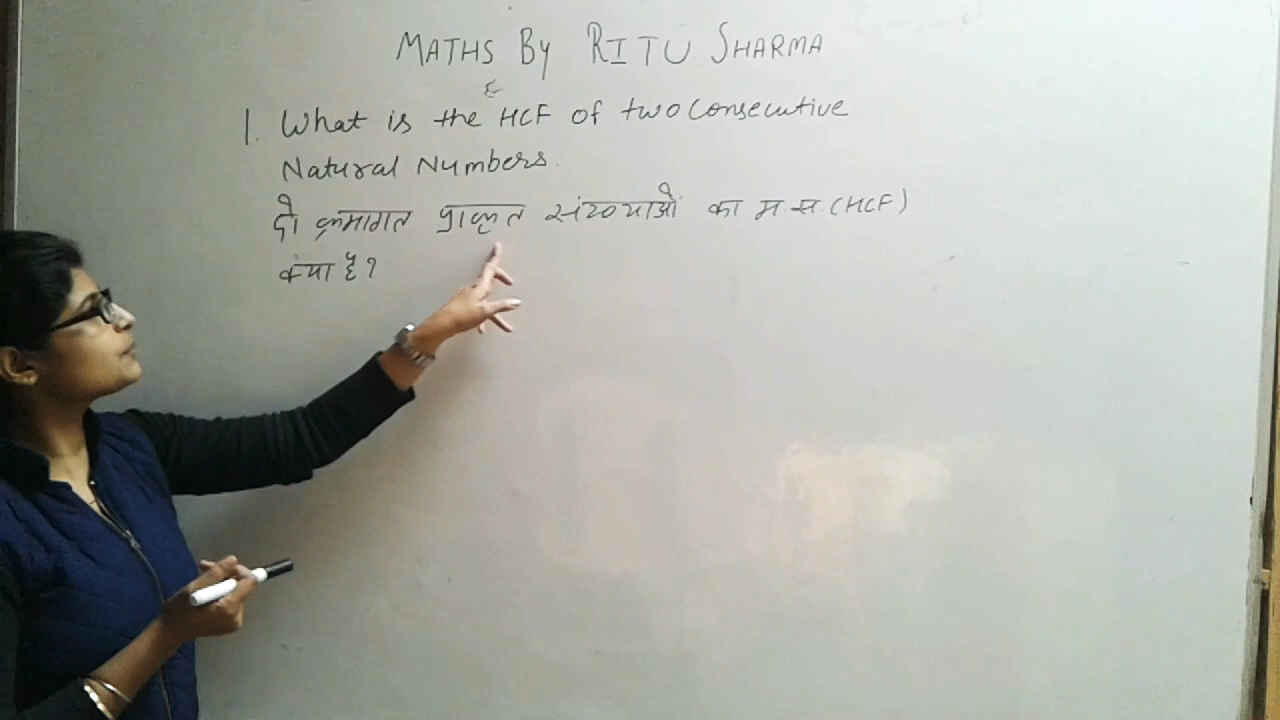 MATHS BY RITU SHARMA
1. What is the HCF of two Consecutive
Natural Numbers.
दो क्रमागत प्राकृत संख्याओ का म.स.(HCF)
क्या है?